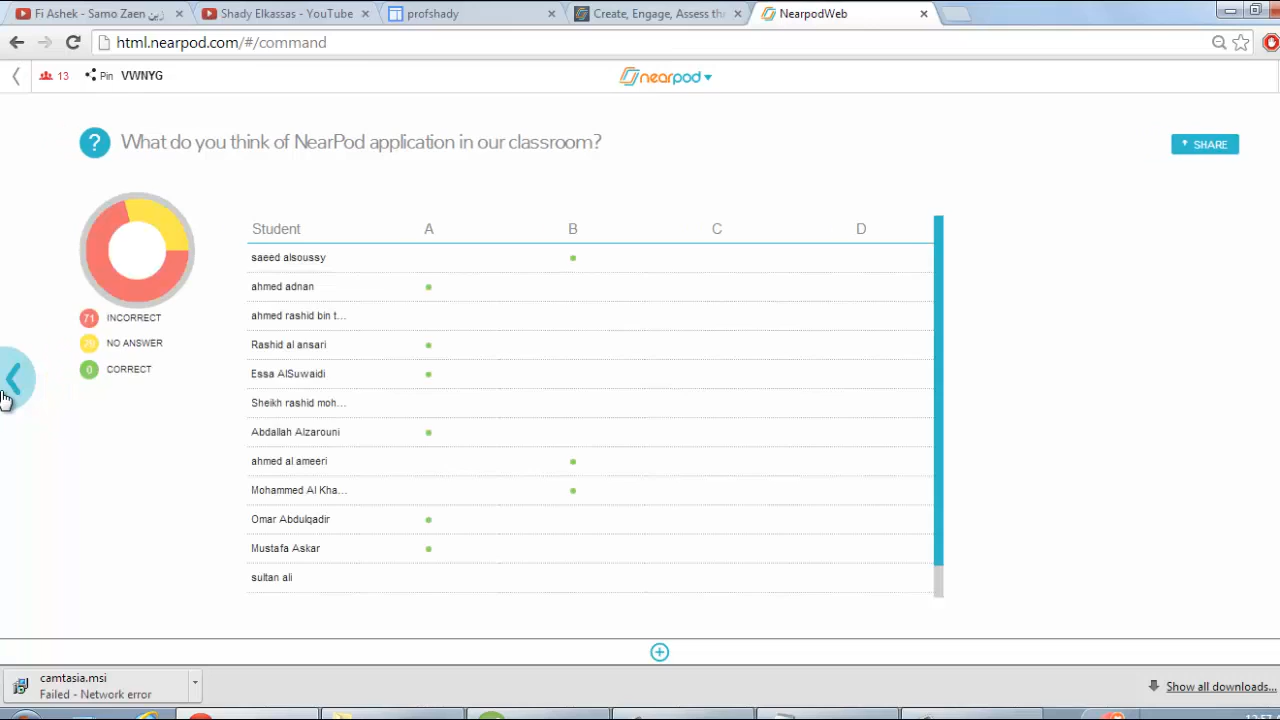 Fi Ashek - Samo Zaen زين
Shady Elkassas - YouTube
profshady
Create, Engage, Assess thr
NearpodWeb
html.nearpod.com/#/command
13 Pin VWNYG
nearpod
? What do you think of NearPod application in our classroom?
SHARE
Student A B C D
saeed alsoussy
ahmed adnan
ahmed rashid bin t...
Rashid al ansari
Essa AlSuwaidi
Sheikh rashid moh...
Abdallah Alzarouni
ahmed al ameeri
Mohammed Al Kha...
Omar Abdulqadir
Mustafa Askar
sultan ali
71 INCORRECT
NO ANSWER
0 CORRECT
camtasia.msi
Failed - Network error
Show all downloads...